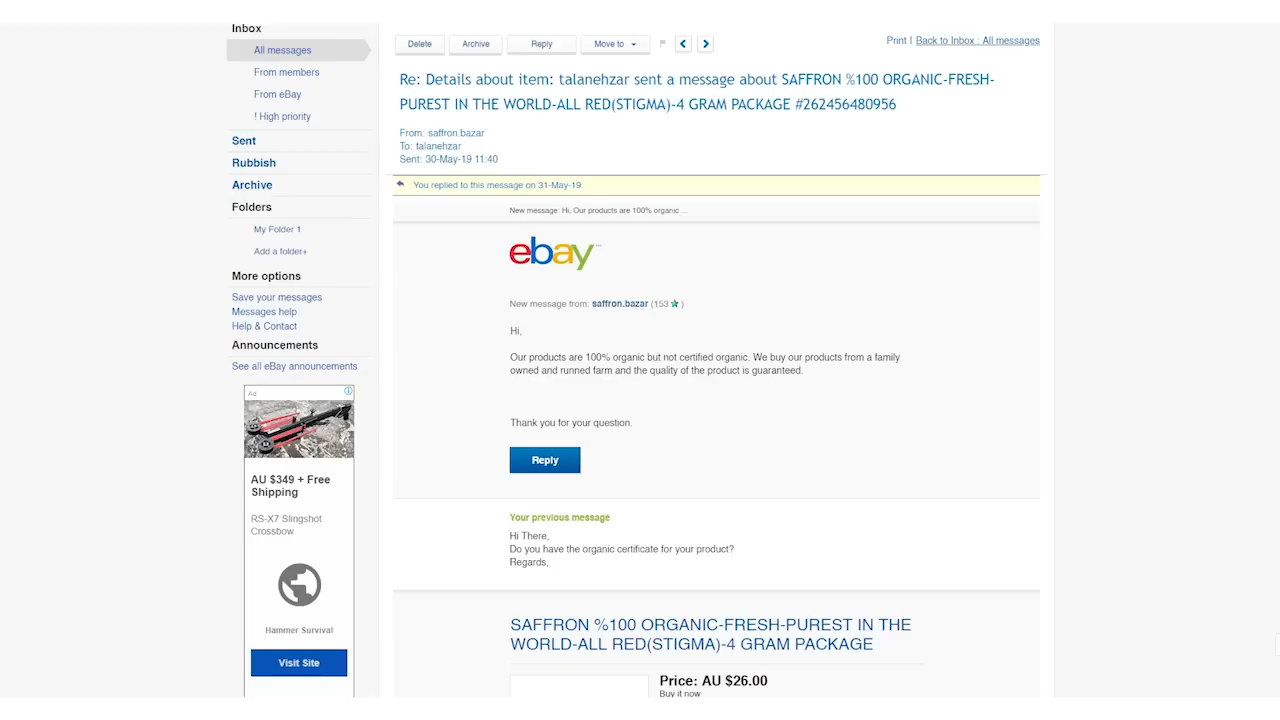 Inbox
All messages
From members
From eBay
! High priority
Sent
Rubbish
Archive
Folders
My Folder 1
Add a folder+
More options
Save your messages
Messages help
Help & Contact
Announcements
See all eBay announcements
Ad
AU $349 + Free
Shipping
RS-X7 Slingshot
Crossbow
Hammer Survival
Visit Site
Delete Archive Reply Move to
Print | Back to Inbox : All messages
Re: Details about item: talanehzar sent a message about SAFFRON %100 ORGANIC-FRESH-
PUREST IN THE WORLD-ALL RED(STIGMA)-4 GRAM PACKAGE #262456480956
From: saffron.bazar
To: talanehzar
Sent: 30-May-19 11:40
You replied to this message on 31-May-19.
New message: Hi, Our products are 100% organic ...
ebay™
New message from: saffron.bazar (153 )
Hi,
Our products are 100% organic but not certified organic. We buy our products from a family
owned and runned farm and the quality of the product is guaranteed.
Thank you for your question.
Reply
Your previous message
Hi There,
Do you have the organic certificate for your product?
Regards,
SAFFRON %100 ORGANIC-FRESH-PUREST IN THE
WORLD-ALL RED(STIGMA)-4 GRAM PACKAGE
Price: AU $26.00
Buy it now